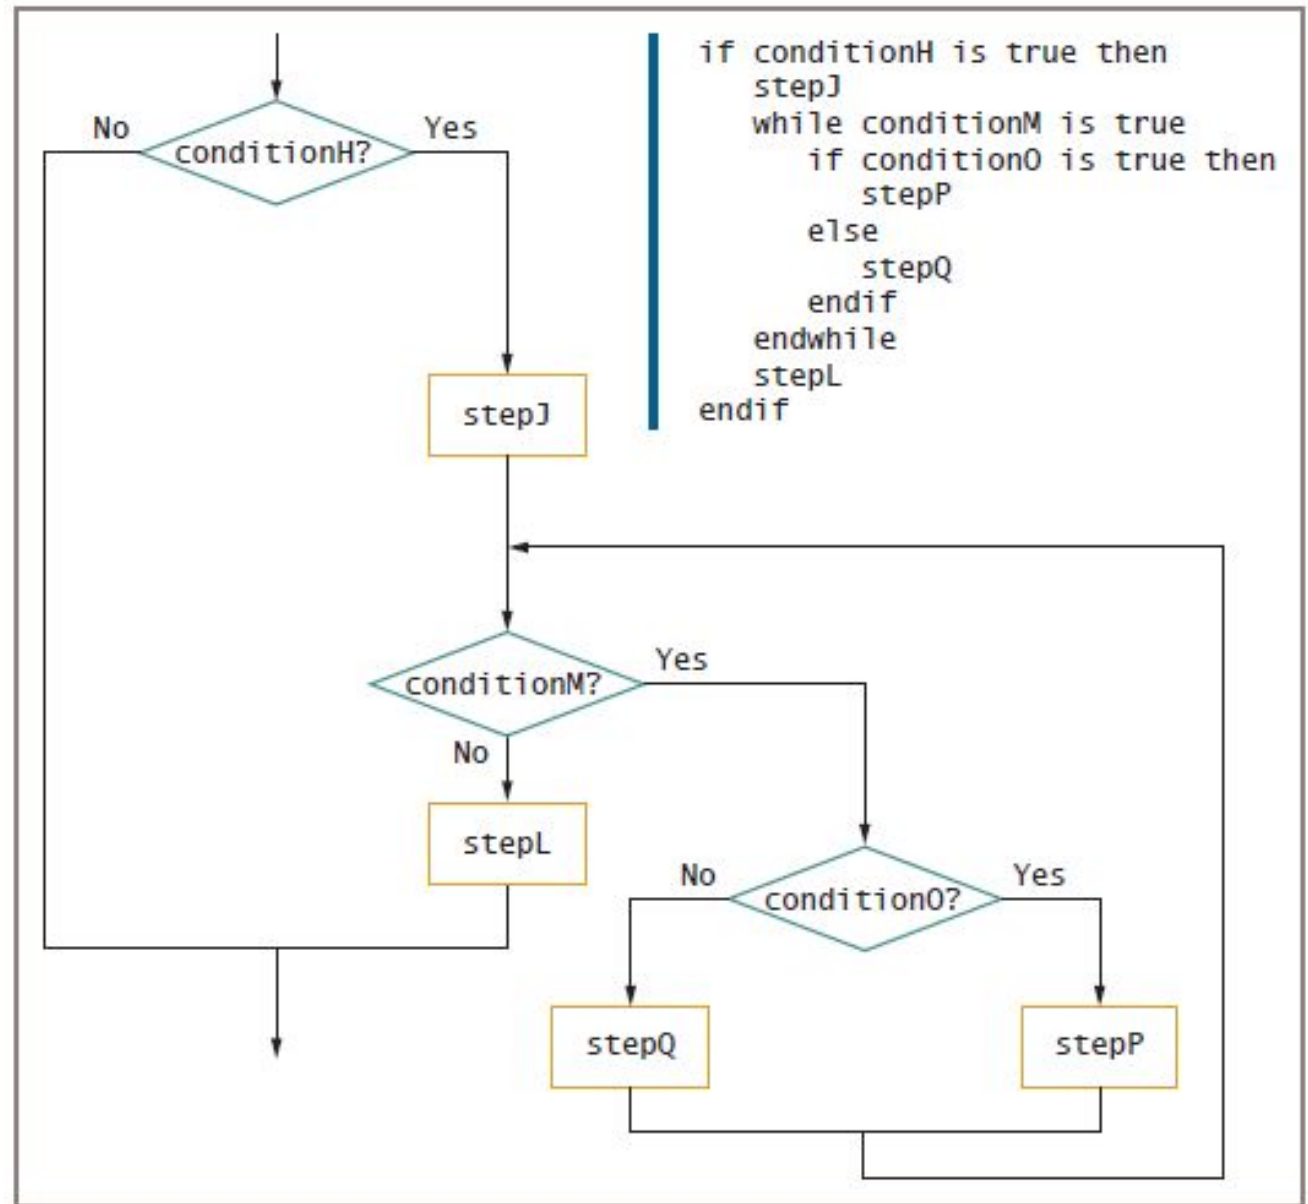 if conditionH is true then
   stepJ
   while conditionM is true
      if conditionO is true then
         stepP
      else
         stepQ
      endif
   endwhile
   stepL
endif
No
Yes
conditionH?
stepJ
Yes
conditionM?
No
stepL
No
Yes
conditionO?
stepQ
stepP